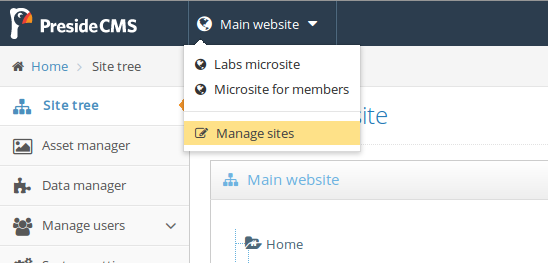 PresideCMS
Main website
Labs microsite
Microsite for members
Manage sites
Home > Site tree
Site tree
Asset manager
Data manager
Manage users
site
Main website
Home